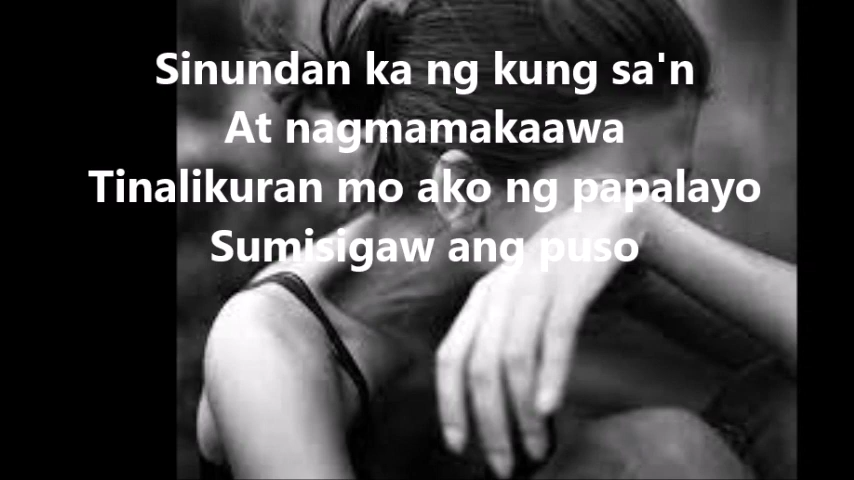 Sinundan ka ng kung sa'n
At nagmamakaawa
Tinalikuran mo ako ng papalayo
Sumisigaw ang puso